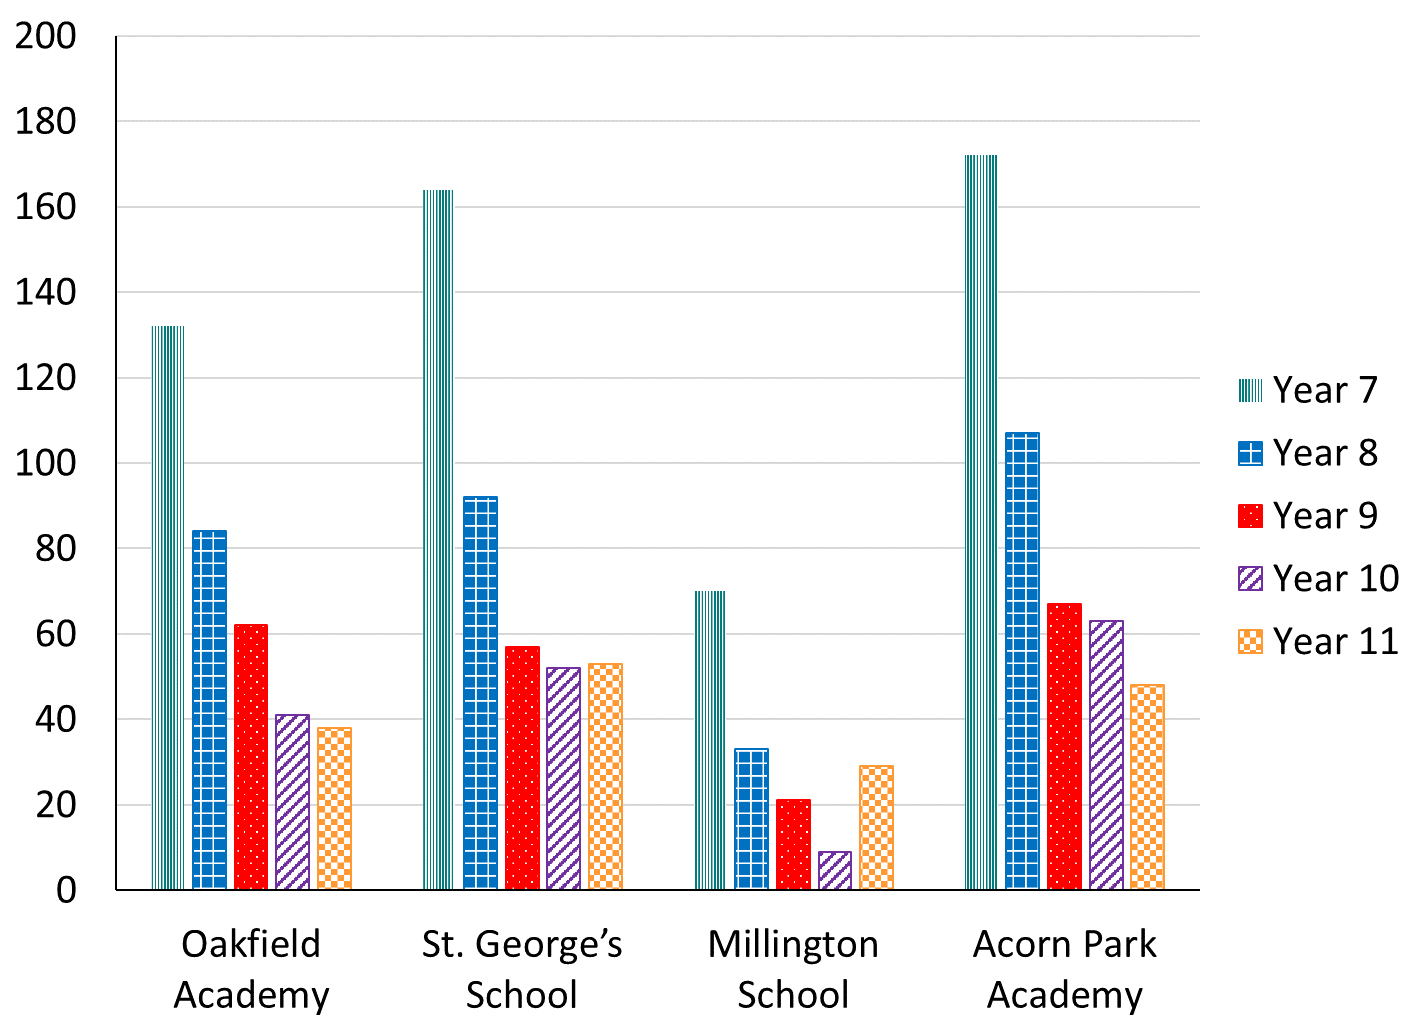 200
180
160
140
120
100
80
60
40
20
0
Oakfield Academy
St. George’s School
Millington School
Acorn Park Academy
Year 7
Year 8
Year 9
Year 10
Year 11